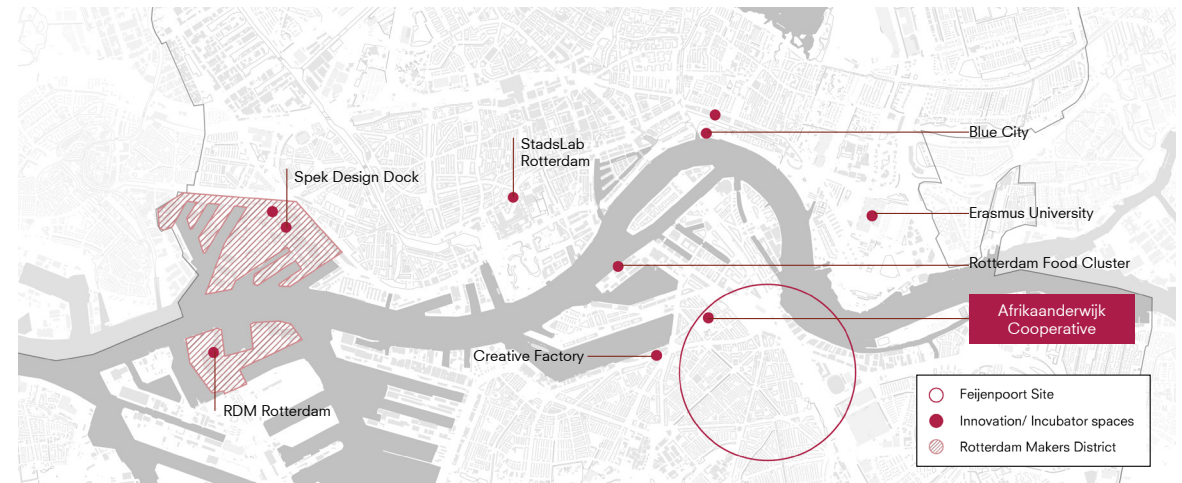 Blue City
StadsLab
Rotterdam
Spek Design Dock
Erasmus University
Rotterdam Food Cluster
Afrikaanderwijk
Cooperative
Creative Factory
RDM Rotterdam
Feijenpoort Site
Innovation/ Incubator spaces
Rotterdam Makers District